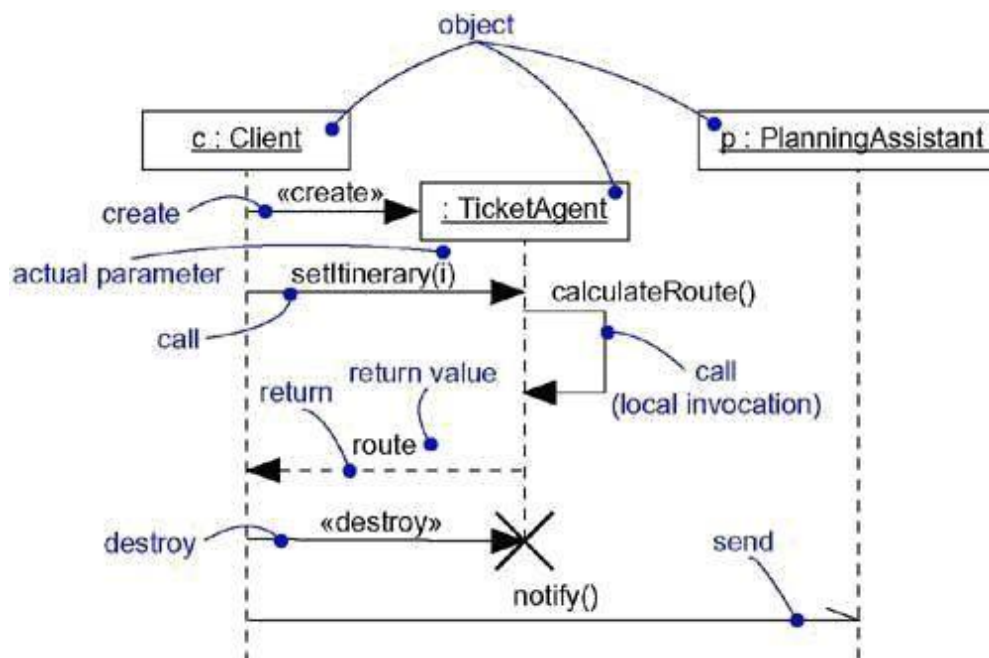 object
c : Client
p : PlanningAssistant
«create»
: TicketAgent
create
actual parameter
setItinerary(i)
calculateRoute()
call
return value
call
(local invocation)
return
route
«destroy»
destroy
send
notify()